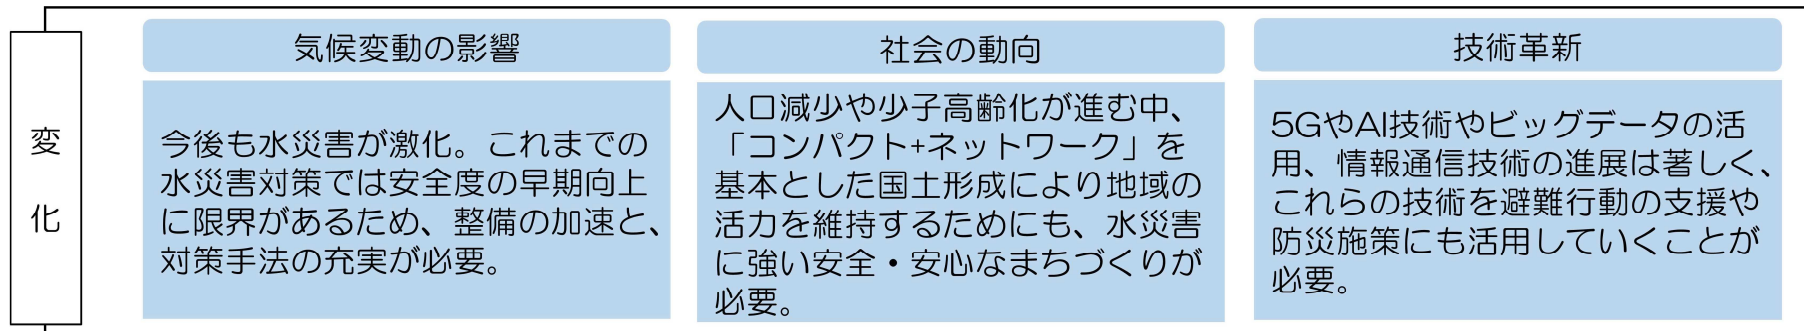 変
化
気候変動の影響
今後も水災害が激化。これまでの
水災害対策では安全度の早期向上
に限界があるため、整備の加速と、
対策手法の充実が必要。
社会の動向
人口減少や少子高齢化が進む中、
「コンパクト+ネットワーク」を
基本とした国土形成により地域の
活力を維持するためにも、水災害
に強い安全・安心なまちづくりが
必要。
技術革新
5GやAI技術やビッグデータの活
用、情報通信技術の進展は著しく、
これらの技術を避難行動の支援や
防災施策にも活用していくことが
必要。